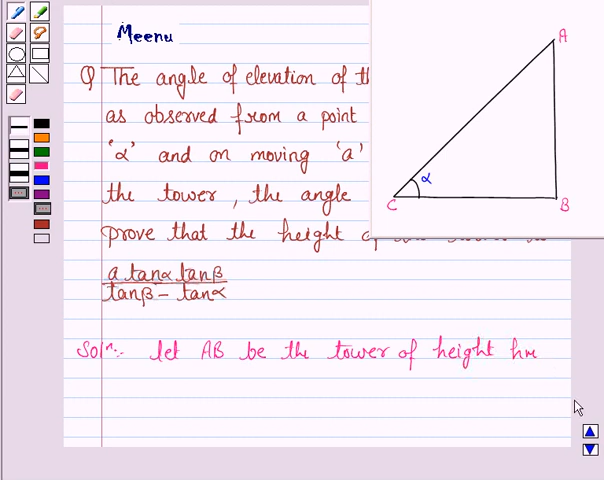 Meenu
Q The angle of elevation of th
as observed from a point
'α' and on moving 'a'
the tower, the angle
prove that the height
a tanα tanβ
tanβ - tanα
Soln:- let AB be the tower of height hm
A
α
C
B